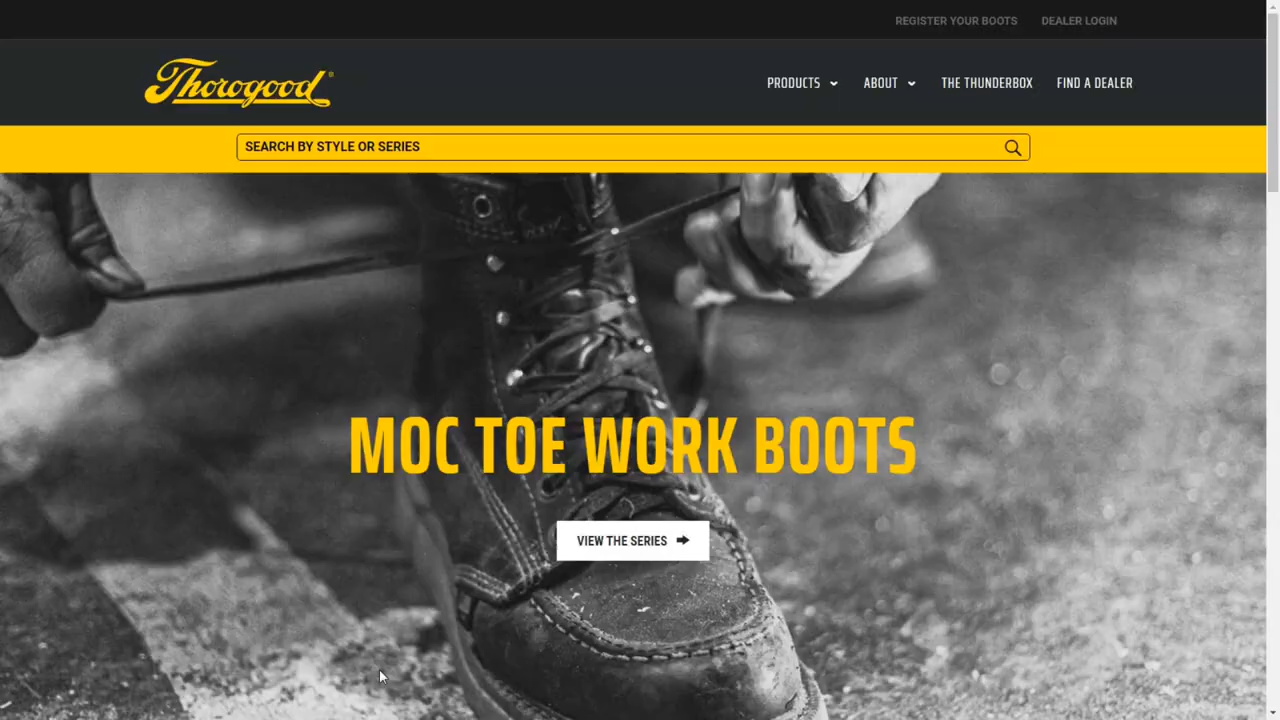 REGISTER YOUR BOOTS DEALER LOGIN
Thorogood®
PRODUCTS ABOUT THE THUNDERBOX FIND A DEALER
SEARCH BY STYLE OR SERIES
MOC TOE WORK BOOTS
VIEW THE SERIES